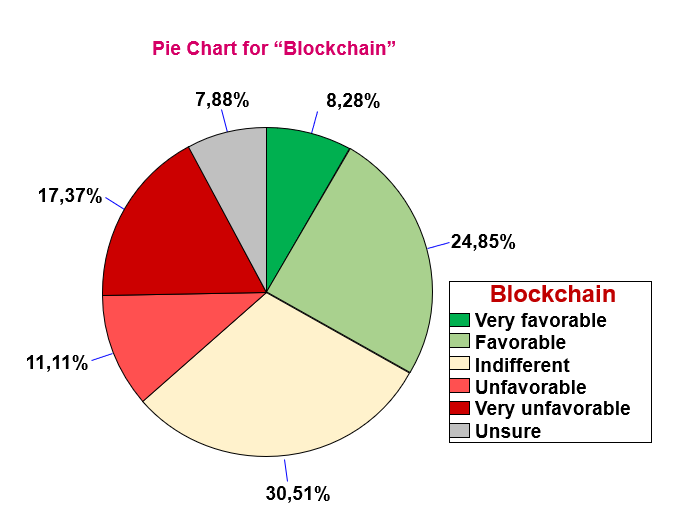 Pie Chart for “Blockchain”
7,88%
8,28%
17,37%
24,85%
11,11%
30,51%
Blockchain
Very favorable
Favorable
Indifferent
Unfavorable
Very unfavorable
Unsure